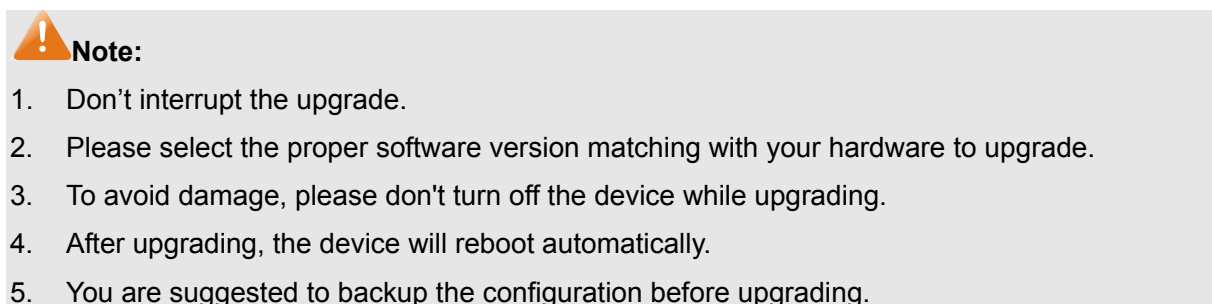 Note:
1. Don’t interrupt the upgrade.
2. Please select the proper software version matching with your hardware to upgrade.
3. To avoid damage, please don't turn off the device while upgrading.
4. After upgrading, the device will reboot automatically.
5. You are suggested to backup the configuration before upgrading.